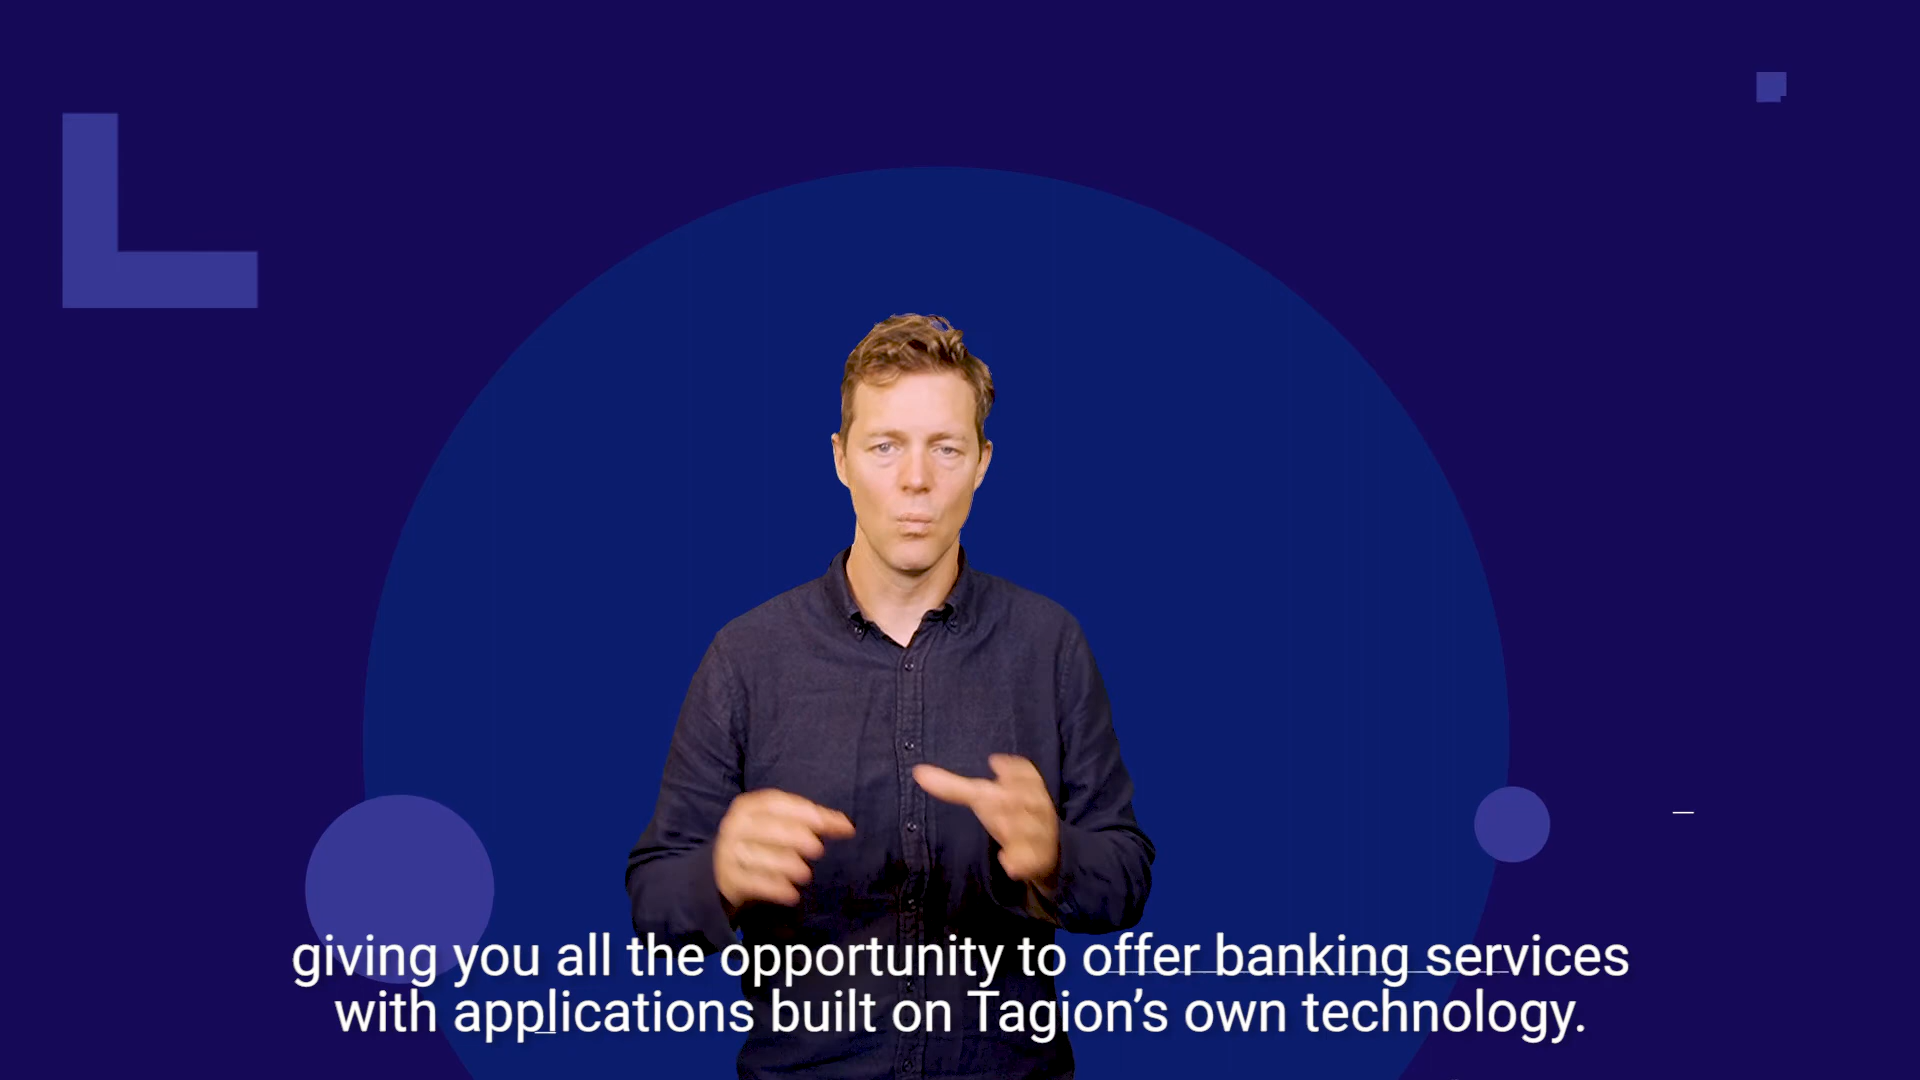 giving you all the opportunity to offer banking services
with applications built on Tagion’s own technology.